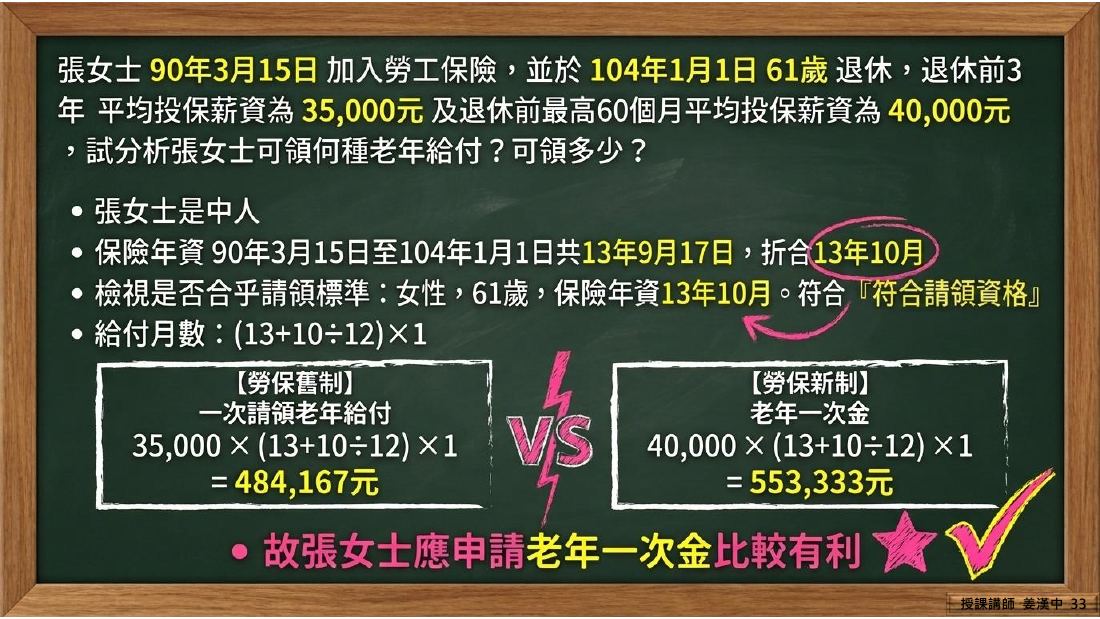 張女士 90年3月15日 加入勞工保險，並於 104年1月1日 61歲 退休，退休前3
年 平均投保薪資為 35,000元 及退休前最高60個月平均投保薪資為 40,000元
，試分析張女士可領何種老年給付？可領多少？
• 張女士是中人
• 保險年資 90年3月15日至104年1月1日共13年9月17日，折合13年10月
• 檢視是否合乎請領標準：女性，61歲，保險年資13年10月。符合『符合請領資格』
• 給付月數：(13+10÷12)×1
【勞保舊制】
一次請領老年給付
35,000 × (13+10÷12) ×1
= 484,167元
VS
【勞保新制】
老年一次金
40,000 × (13+10÷12) ×1
= 553,333元
• 故張女士應申請老年一次金比較有利
授課講師 姜漢中 33